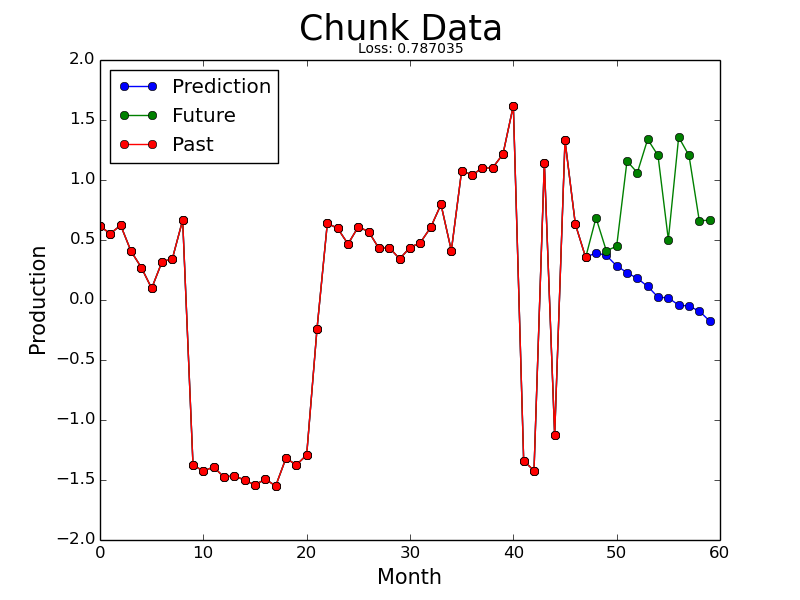 Chunk Data
Loss: 0.787035
Prediction
Future
Past
2.0
1.5
1.0
0.5
0.0
−0.5
−1.0
−1.5
−2.0
Production
0 10 20 30 40 50 60
Month